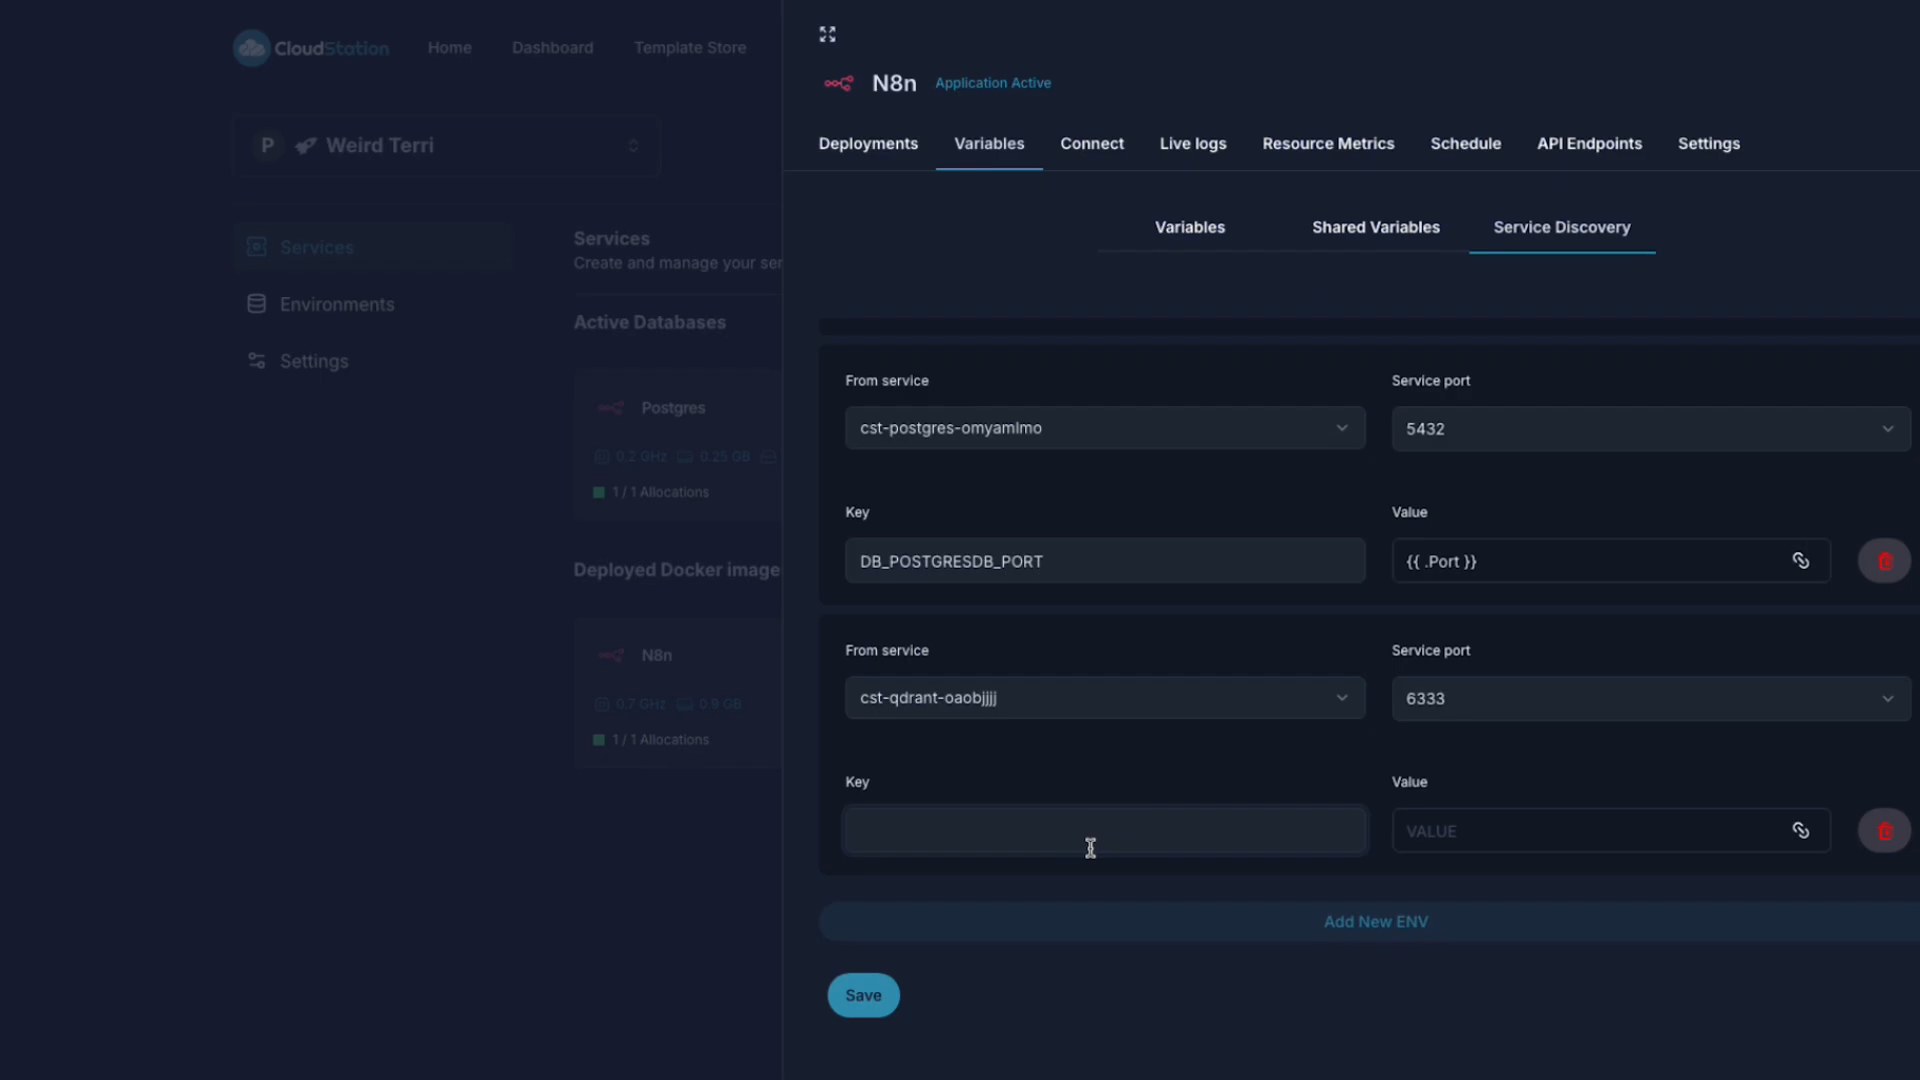 CloudStation
Home
Dashboard
Template Store
P
Weird Terri
Services
Environments
Settings
Services
Create and manage your ser
Active Databases
Postgres
0.2 GHz
0.25 GB
1 / 1 Allocations
Deployed Docker image
N8n
0.7 GHz
0.9 GB
1 / 1 Allocations
N8n
Application Active
Deployments
Variables
Connect
Live logs
Resource Metrics
Schedule
API Endpoints
Settings
Variables
Shared Variables
Service Discovery
From service
Service port
cst-postgres-omyamlmo
5432
Key
Value
DB_POSTGRESDB_PORT
{{ .Port }}
From service
Service port
cst-qdrant-oaobjjjj
6333
Key
Value
VALUE
Add New ENV
Save